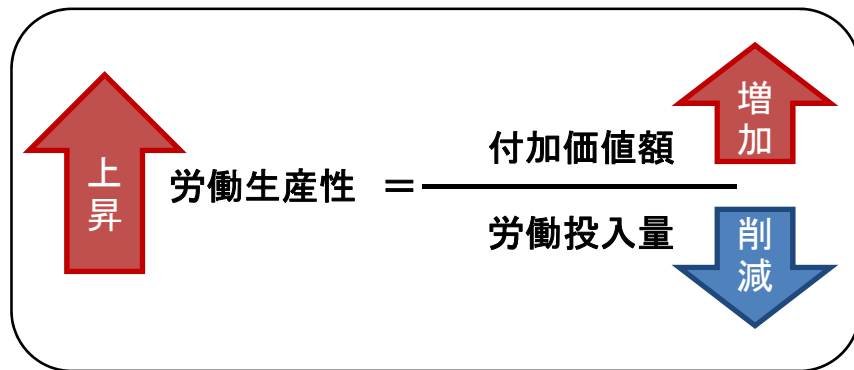 上昇
労働生産性 ＝
付加価値額
増加
労働投入量
削減